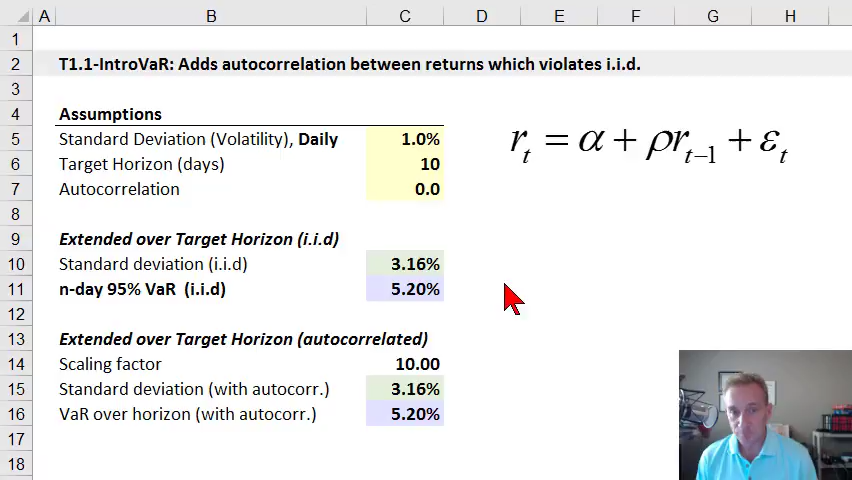 A B C D E F G H
1
2 T1.1-IntroVaR: Adds autocorrelation between returns which violates i.i.d.
3
4 Assumptions
5 Standard Deviation (Volatility), Daily 1.0%
6 Target Horizon (days) 10
7 Autocorrelation 0.0
r_t = α + ρr_{t−1} + ε_t
8
9 Extended over Target Horizon (i.i.d)
10 Standard deviation (i.i.d) 3.16%
11 n-day 95% VaR (i.i.d) 5.20%
12
13 Extended over Target Horizon (autocorrelated)
14 Scaling factor 10.00
15 Standard deviation (with autocorr.) 3.16%
16 VaR over horizon (with autocorr.) 5.20%
17
18